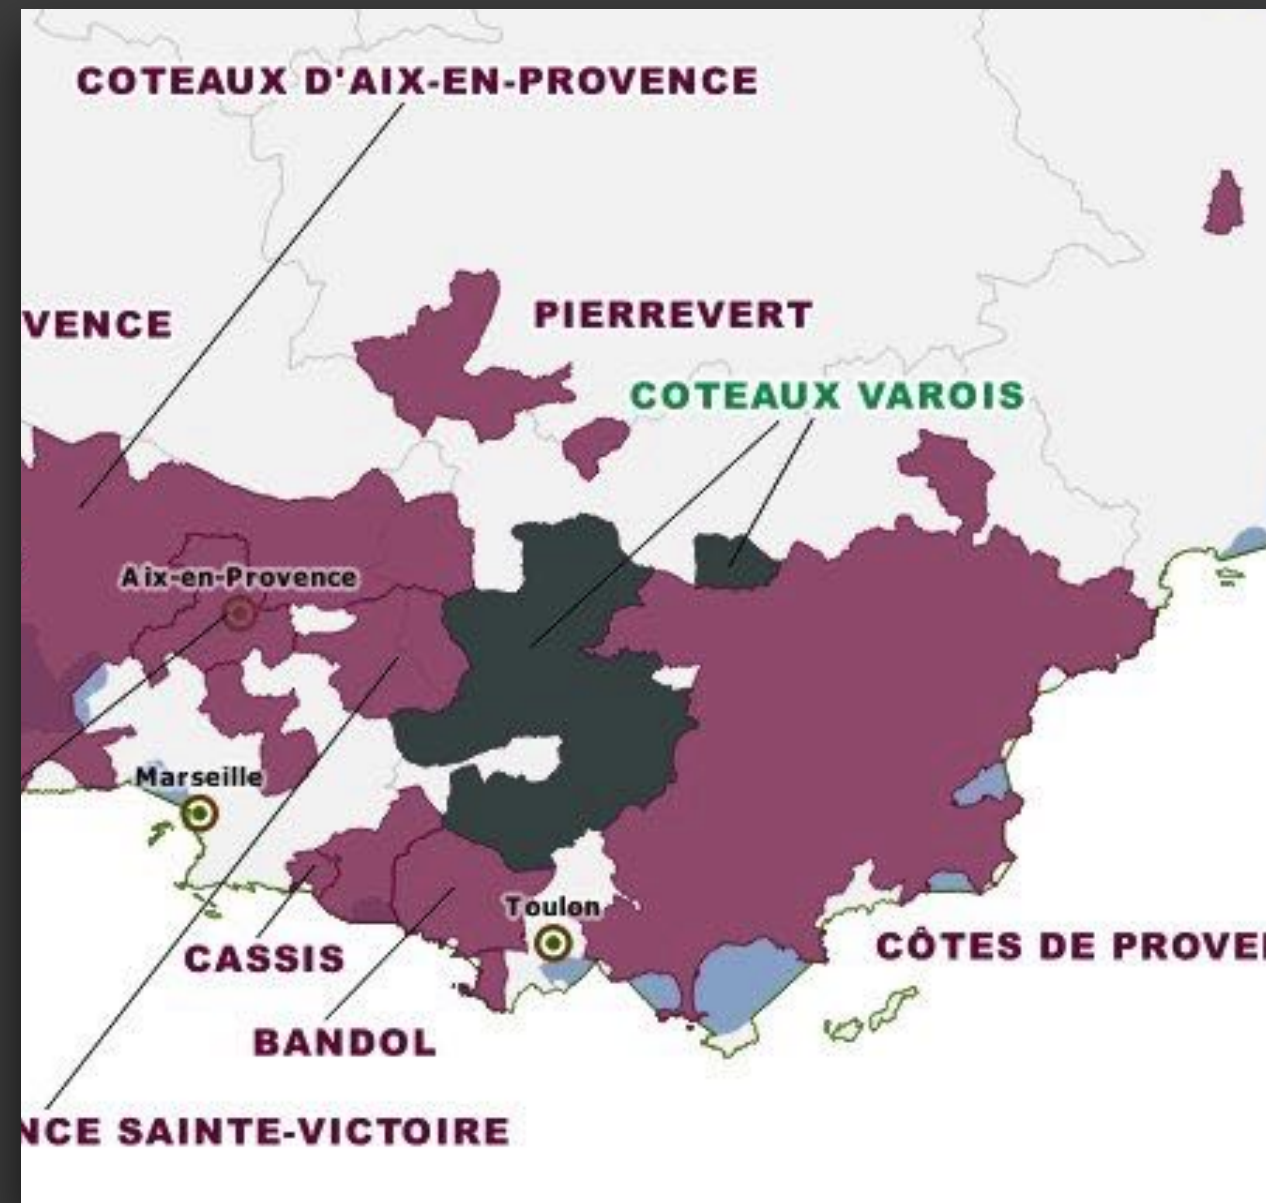 COTEAUX D'AIX-EN-PROVENCE
VENCE
PIERREVERT
COTEAUX VAROIS
Aix-en-Provence
Marseille
Toulon
CASSIS
CÔTES DE PROVE
BANDOL
NCE SAINTE-VICTOIRE